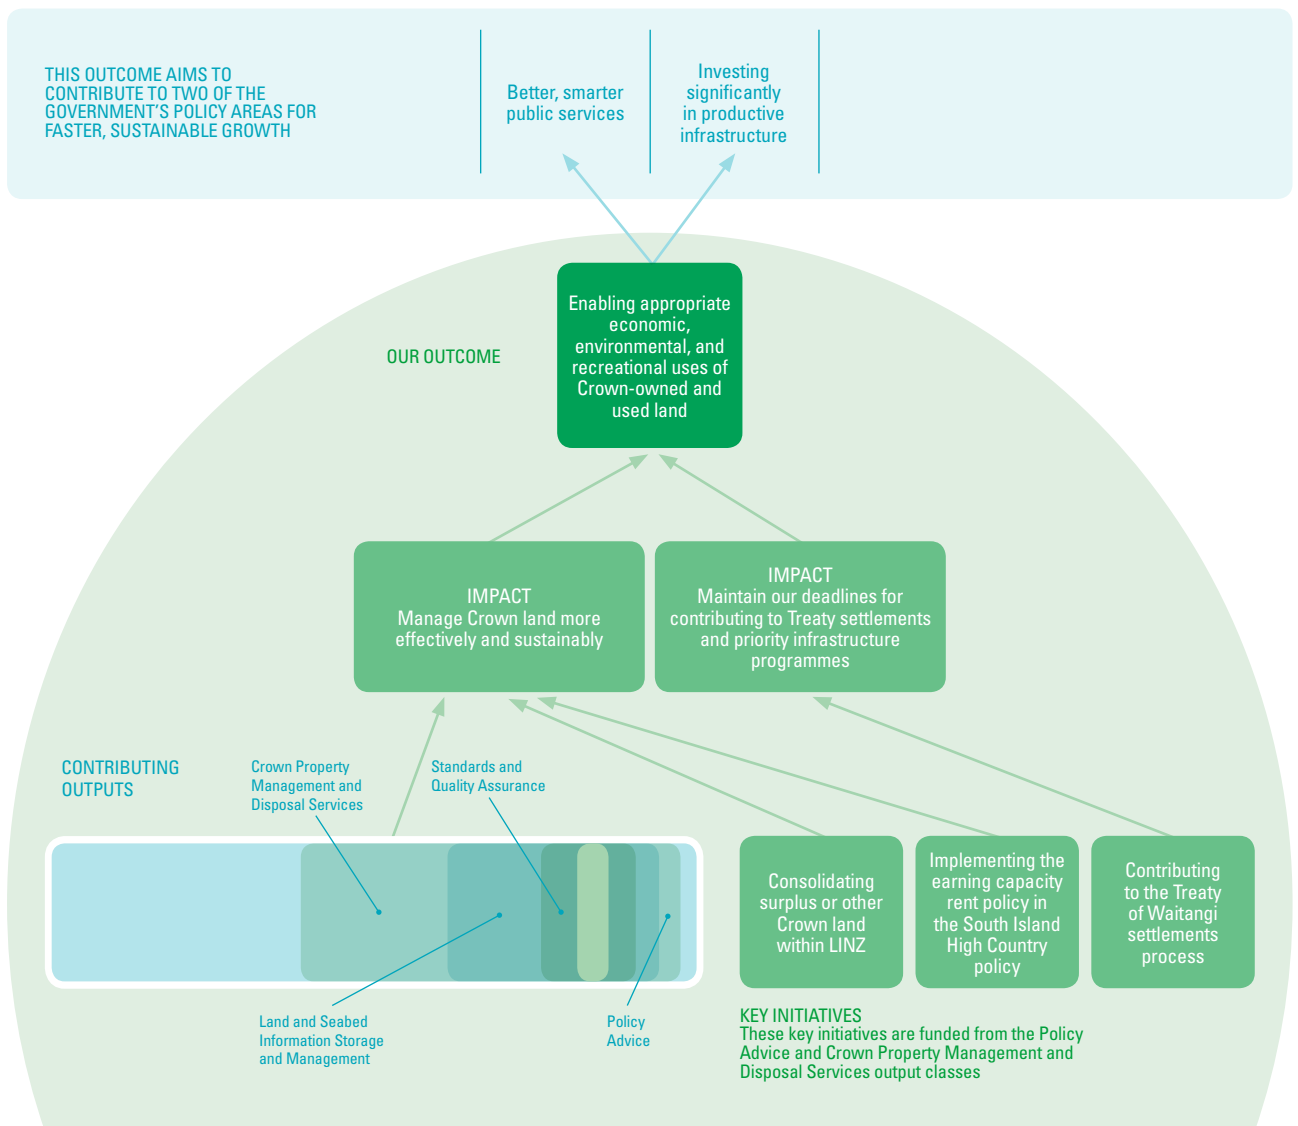 THIS OUTCOME AIMS TO
CONTRIBUTE TO TWO OF THE
GOVERNMENT'S POLICY AREAS FOR
FASTER, SUSTAINABLE GROWTH
Better, smarter
public services
Investing
significantly
in productive
infrastructure
OUR OUTCOME
Enabling appropriate
economic,
environmental, and
recreational uses of
Crown-owned and
used land
IMPACT
Manage Crown land more
effectively and sustainably
IMPACT
Maintain our deadlines for
contributing to Treaty settlements
and priority infrastructure
programmes
CONTRIBUTING
OUTPUTS
Crown Property
Management and
Disposal Services
Standards and
Quality Assurance
Land and Seabed
Information Storage
and Management
Policy
Advice
Consolidating
surplus or other
Crown land
within LINZ
Implementing the
earning capacity
rent policy in
the South Island
High Country
policy
Contributing
to the Treaty
of Waitangi
settlements
process
KEY INITIATIVES
These key initiatives are funded from the Policy
Advice and Crown Property Management and
Disposal Services output classes